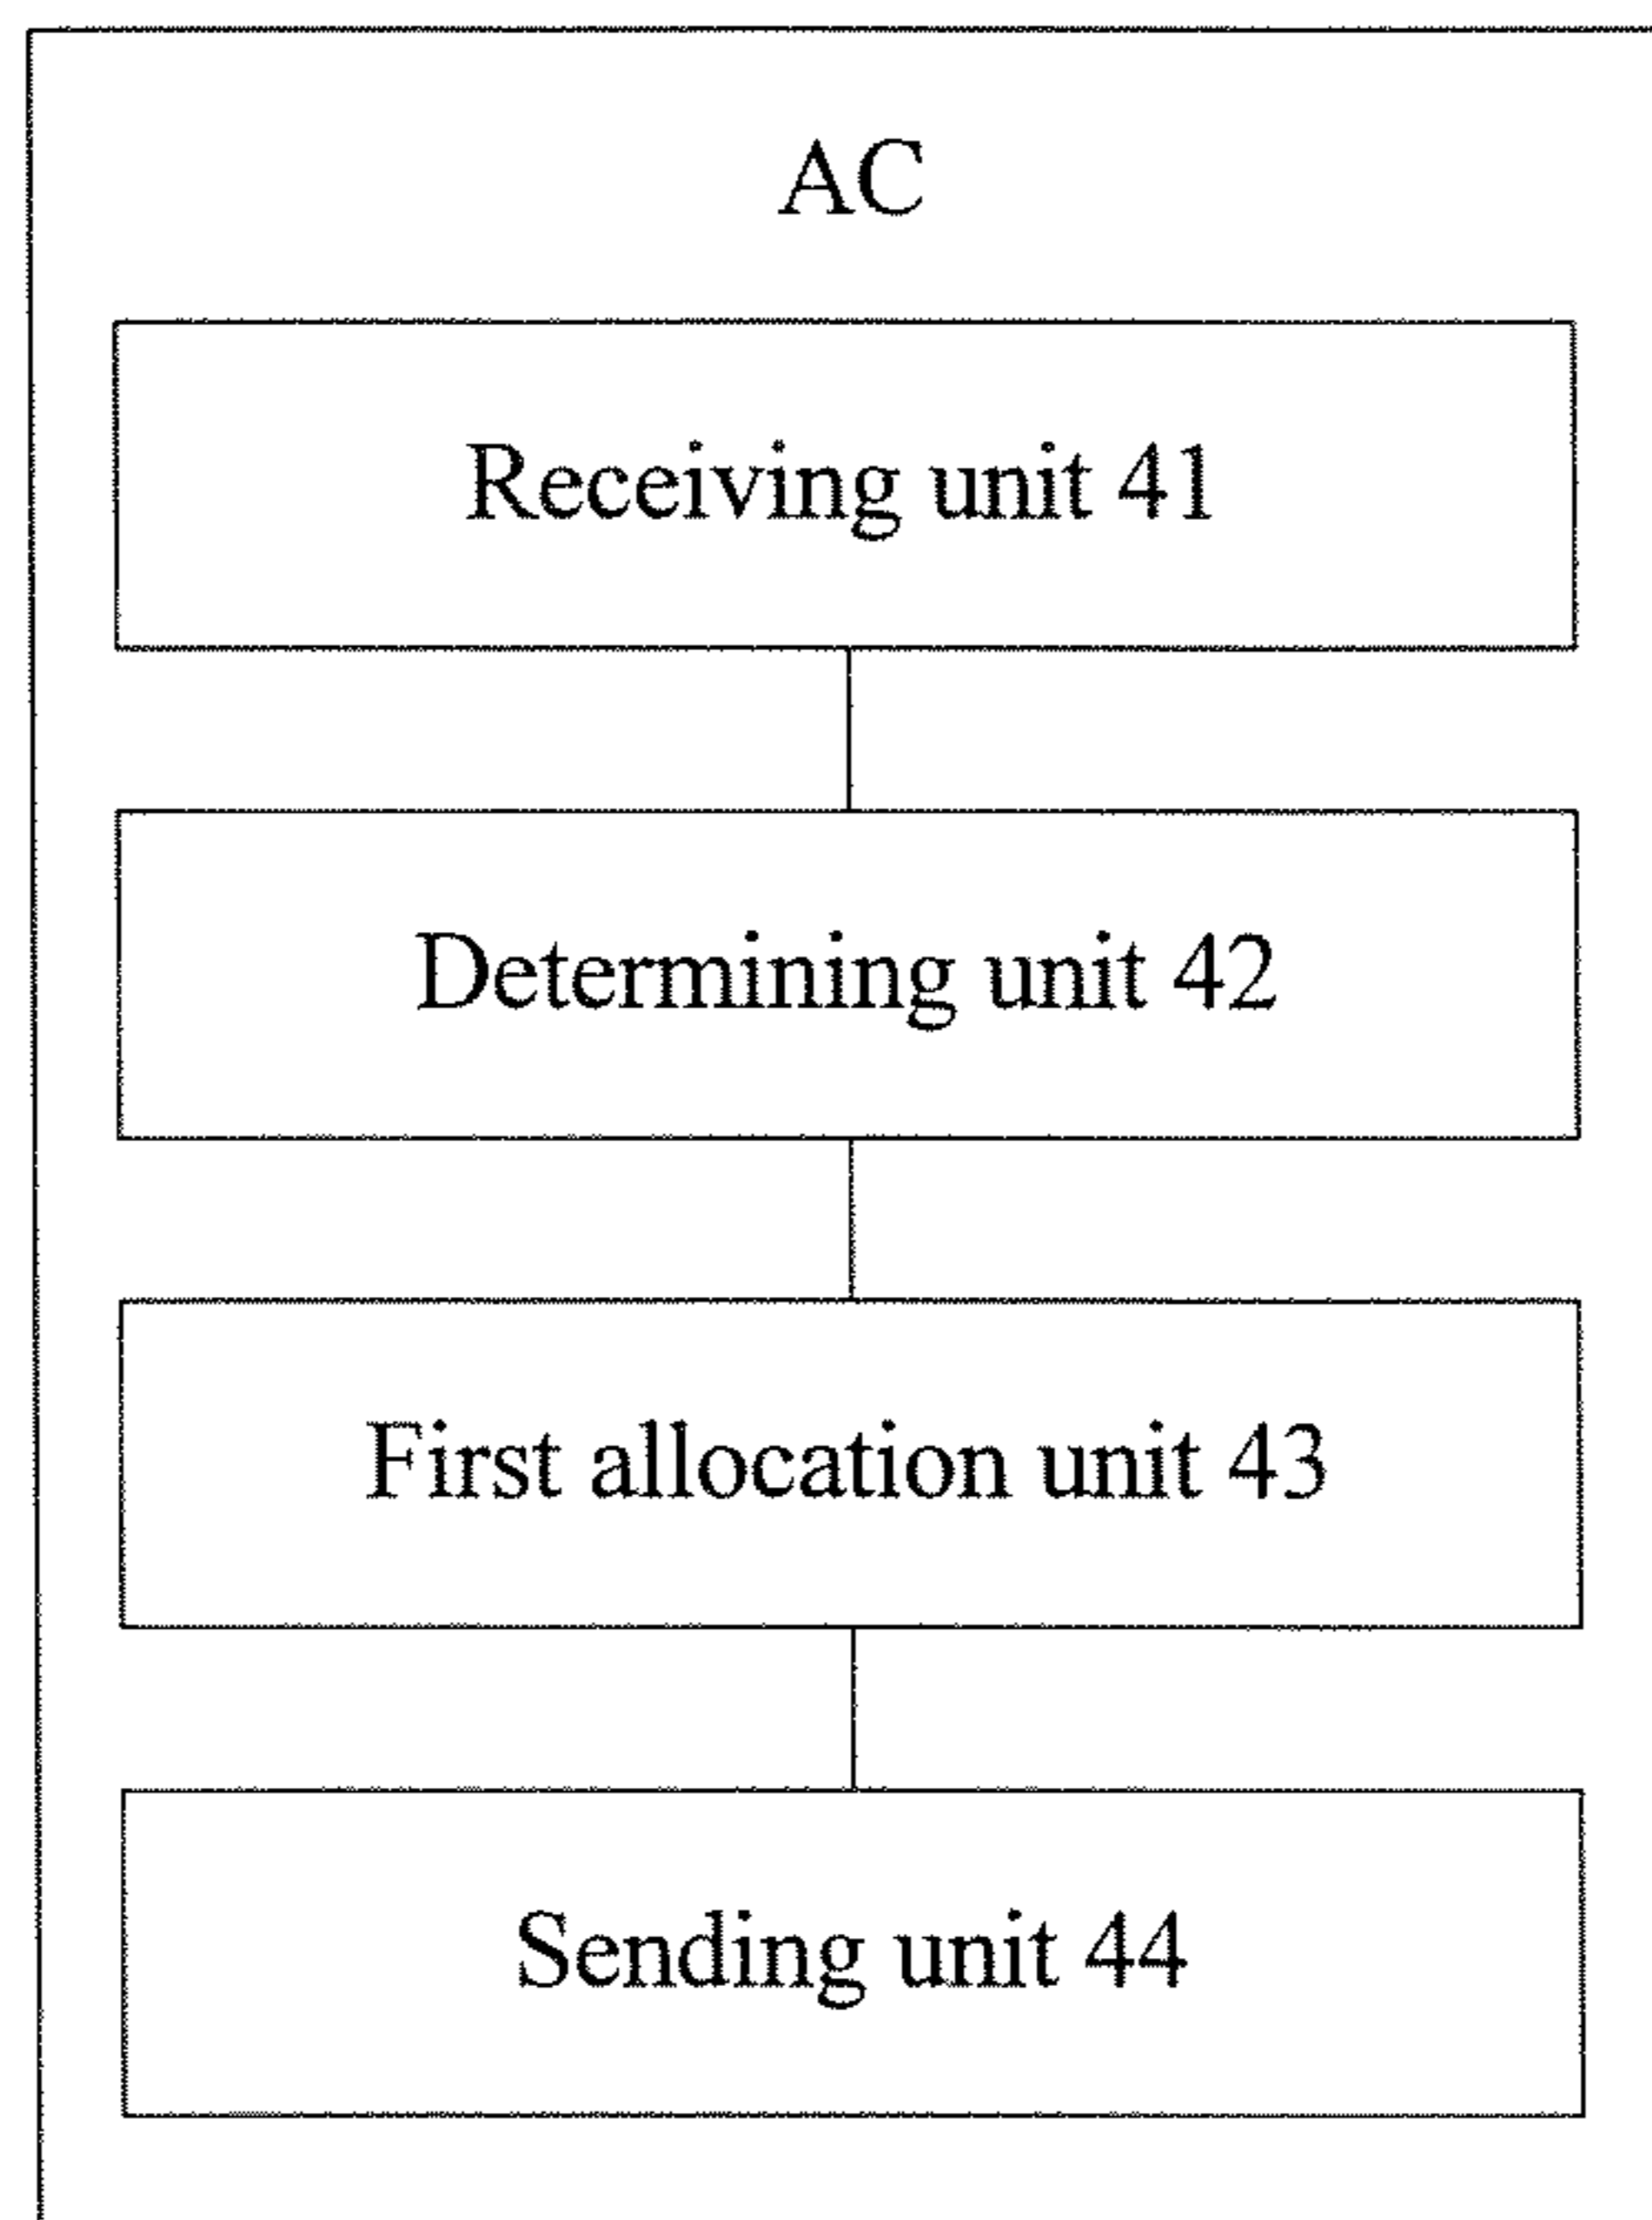 AC
Receiving unit 41
Determining unit 42
First allocation unit 43
Sending unit 44